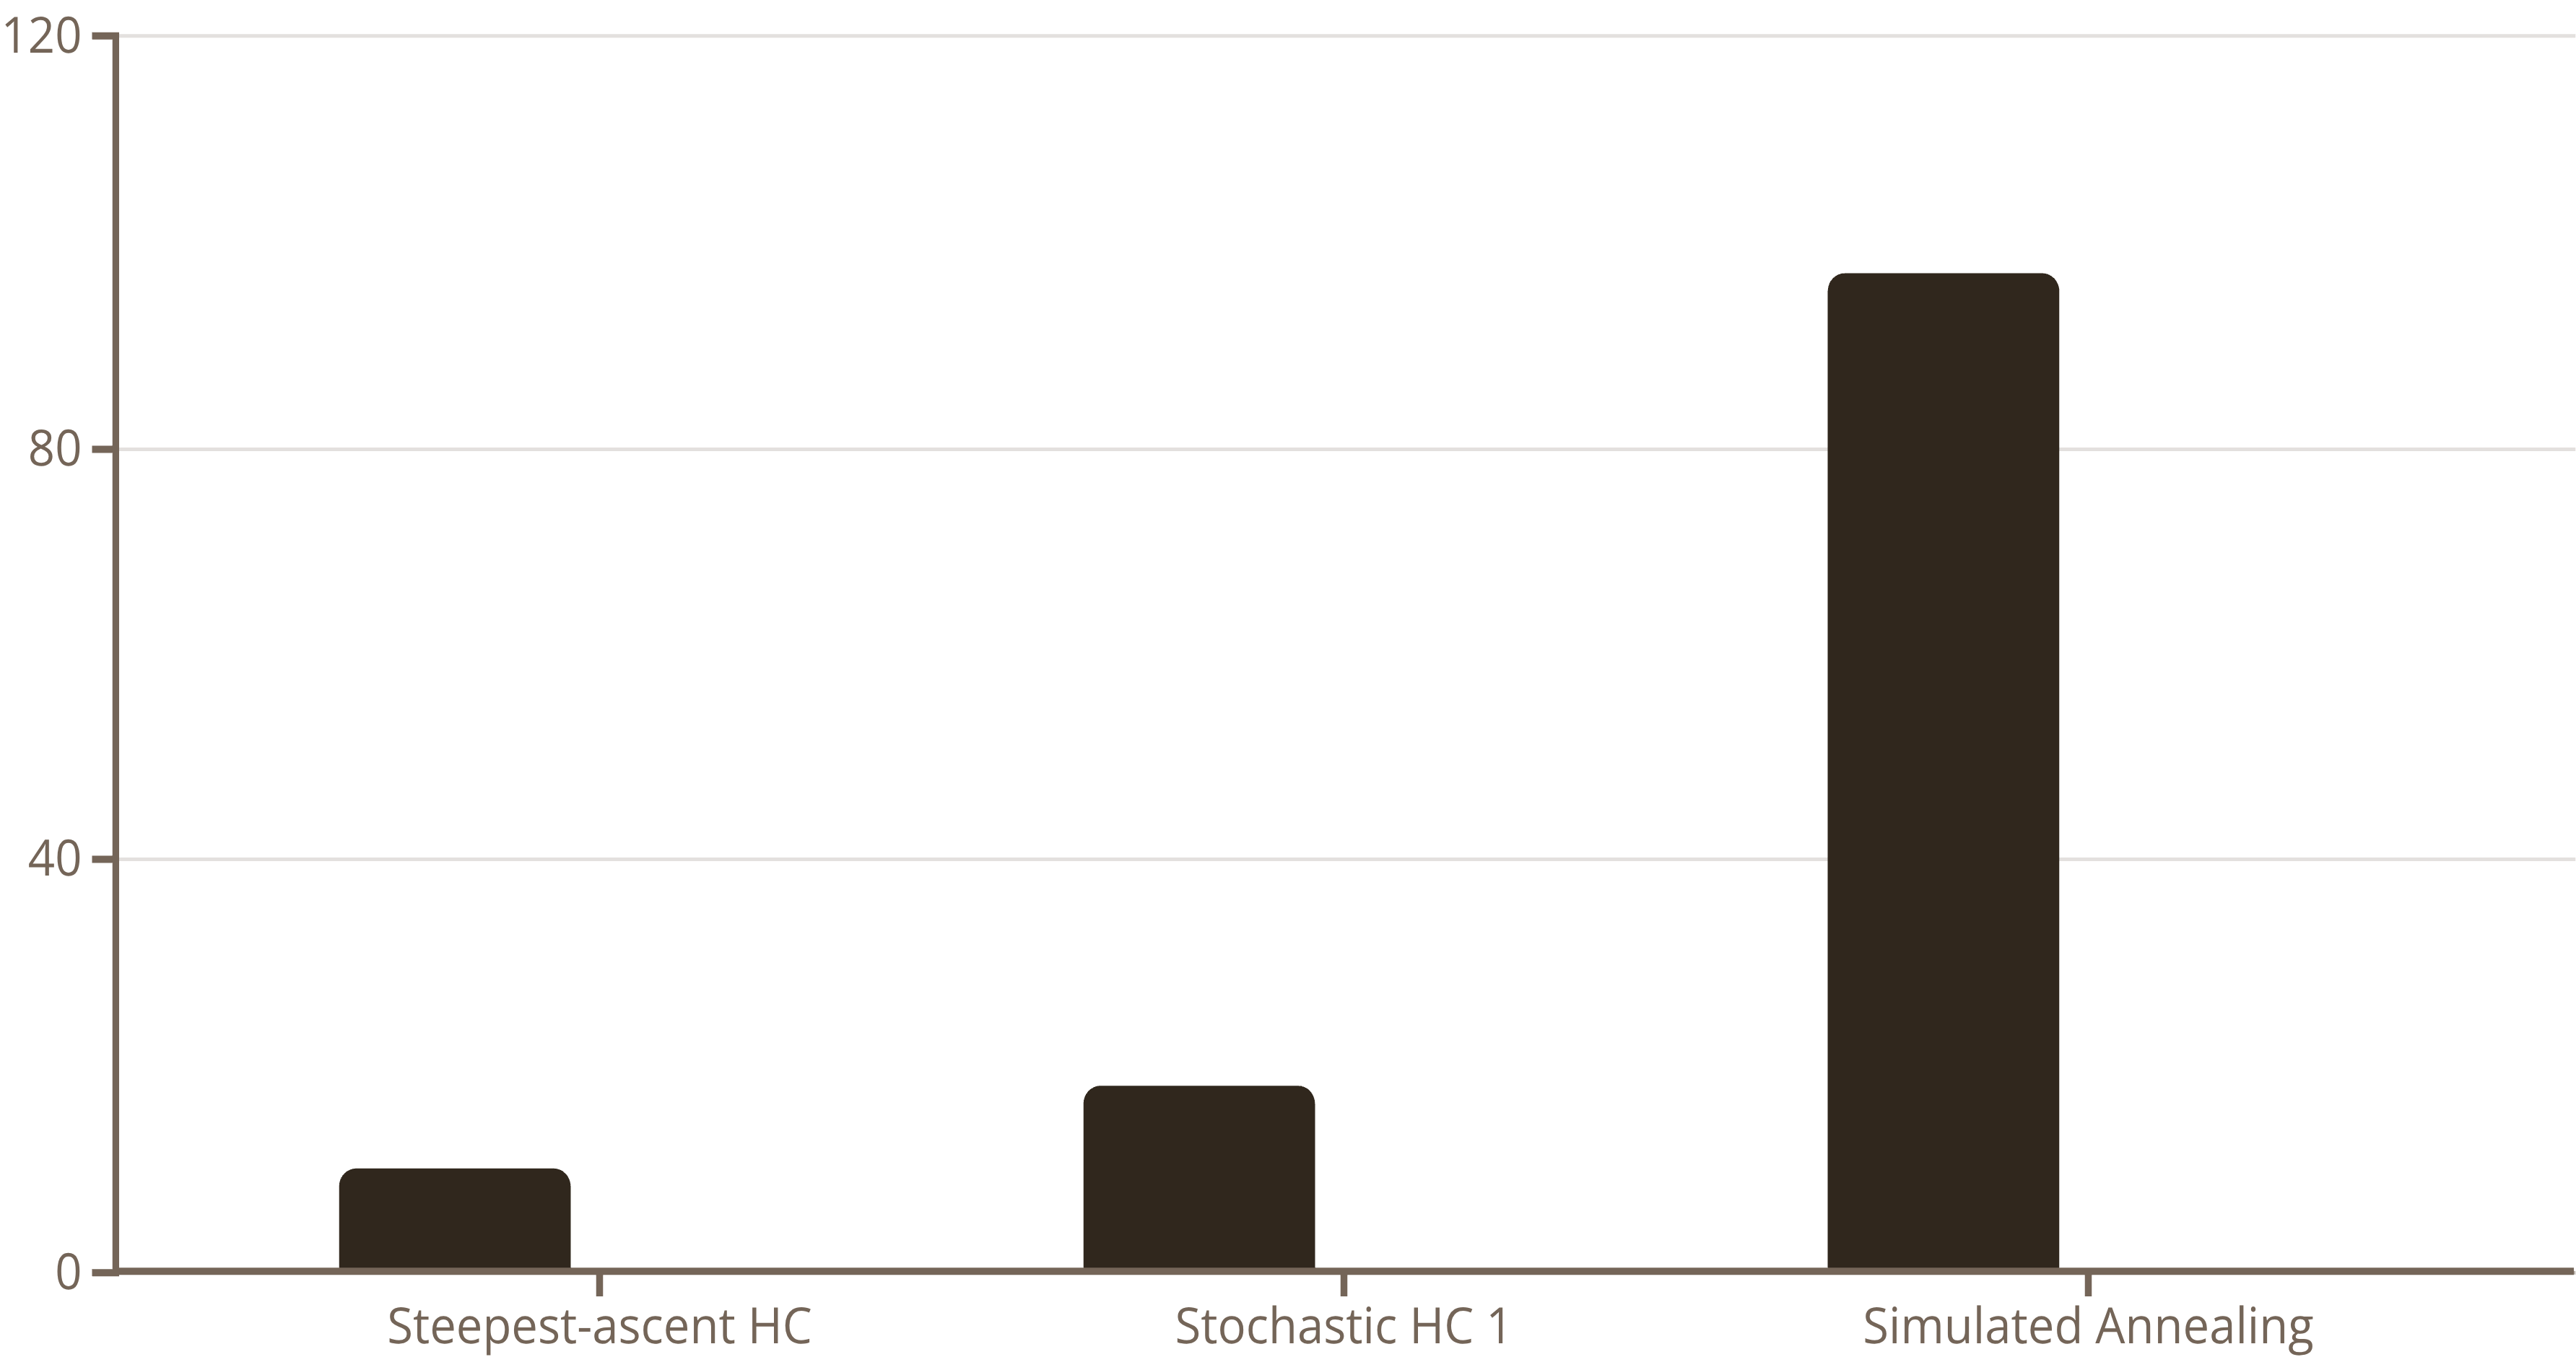 120
80
40
0
Steepest-ascent HC
Stochastic HC 1
Simulated Annealing